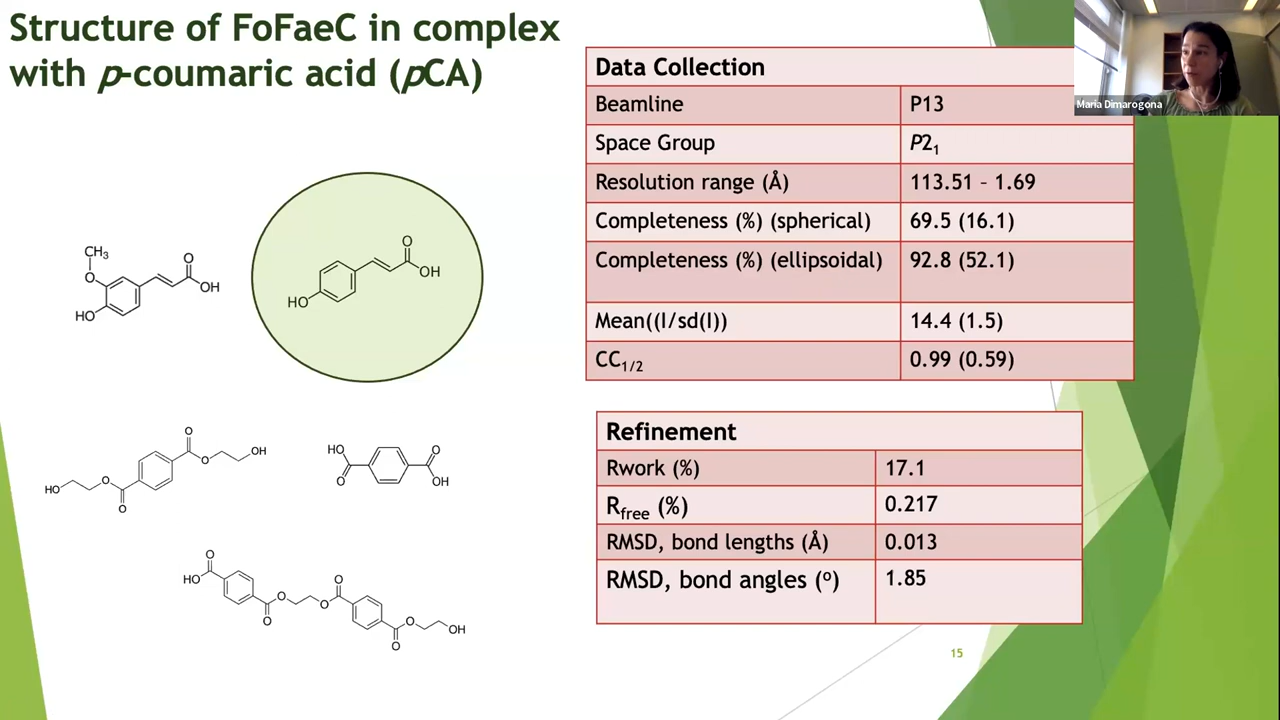 Structure of FoFaeC in complex
with p-coumaric acid (pCA)
Maria Dimarogona
Data Collection
Beamline P13
Space Group P2₁
Resolution range (Å) 113.51 – 1.69
Completeness (%) (spherical) 69.5 (16.1)
Completeness (%) (ellipsoidal) 92.8 (52.1)
Mean((I/sd(I)) 14.4 (1.5)
CC₁/₂ 0.99 (0.59)
CH₃
O
HO
O
OH
HO
O
OH
Refinement
Rwork (%) 17.1
Rfree (%) 0.217
RMSD, bond lengths (Å) 0.013
RMSD, bond angles (º) 1.85
HO
O
O
O
O
OH
HO
O
O
OH
HO
O
O
O
O
O
O
O
OH
15